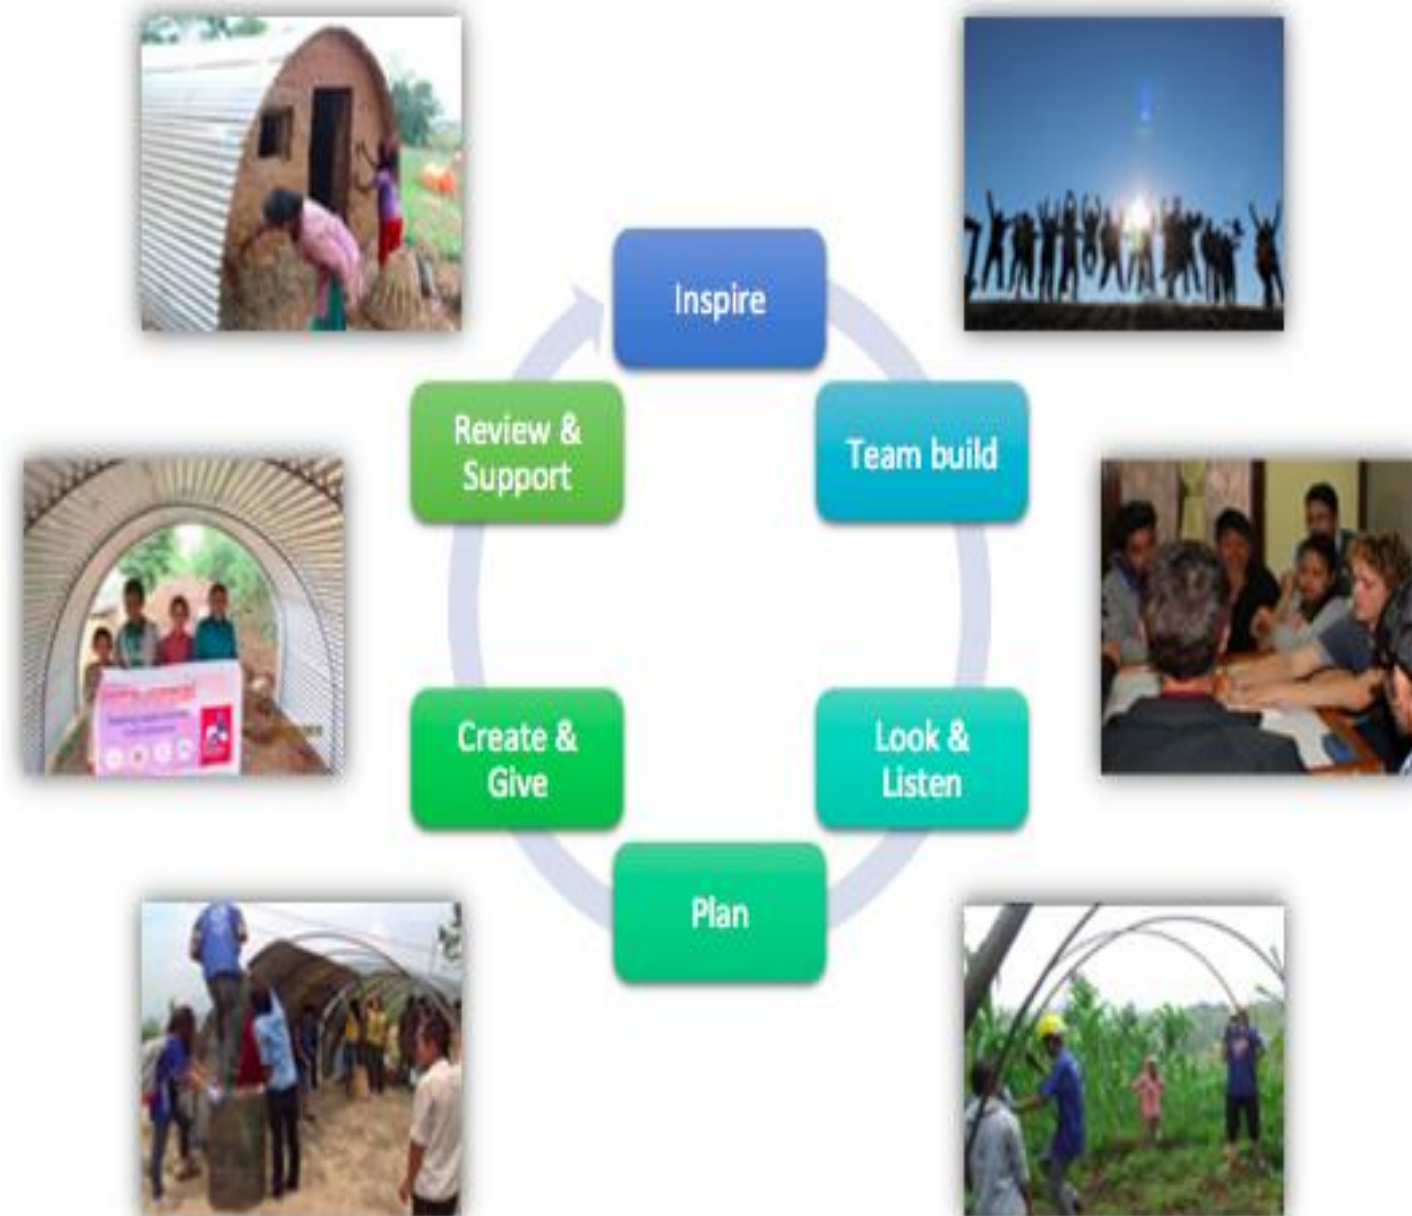 Inspire
Team build
Look &
Listen
Plan
Create &
Give
Review &
Support